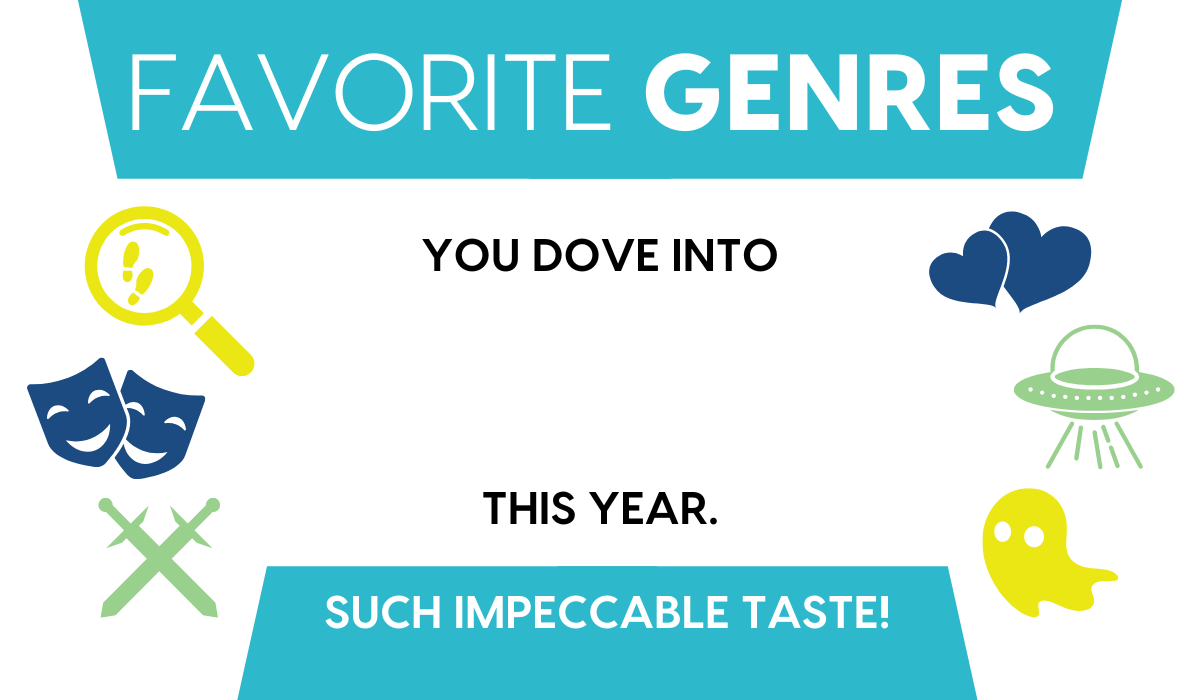 FAVORITE GENRES
YOU DOVE INTO
THIS YEAR.
SUCH IMPECCABLE TASTE!